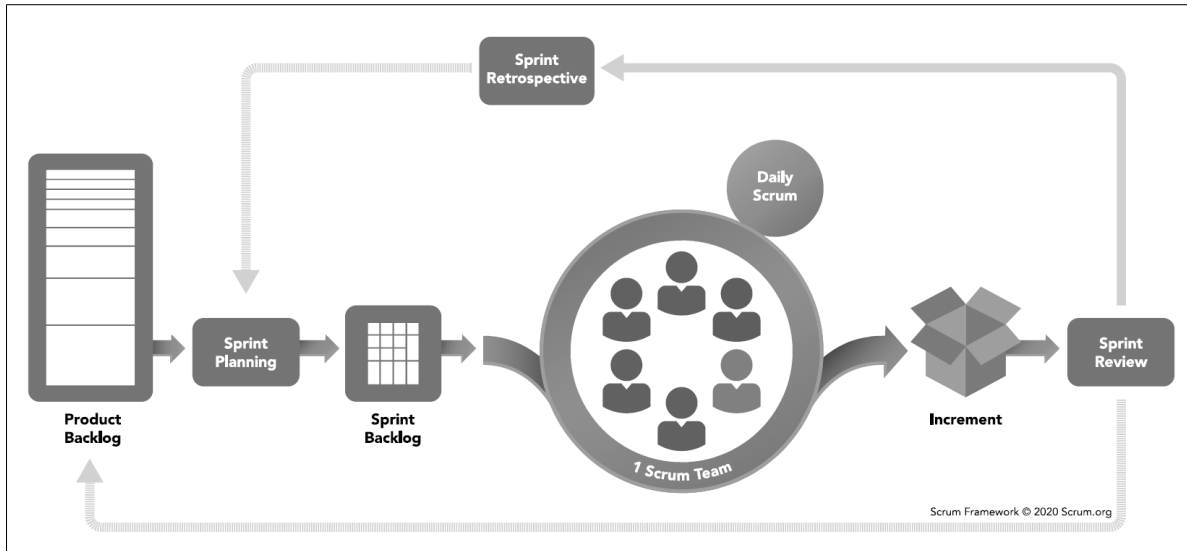 Sprint
Retrospective
Daily
Scrum
Sprint
Planning
Sprint
Review
Product
Backlog
Sprint
Backlog
Increment
1 Scrum Team
Scrum Framework © 2020 Scrum.org